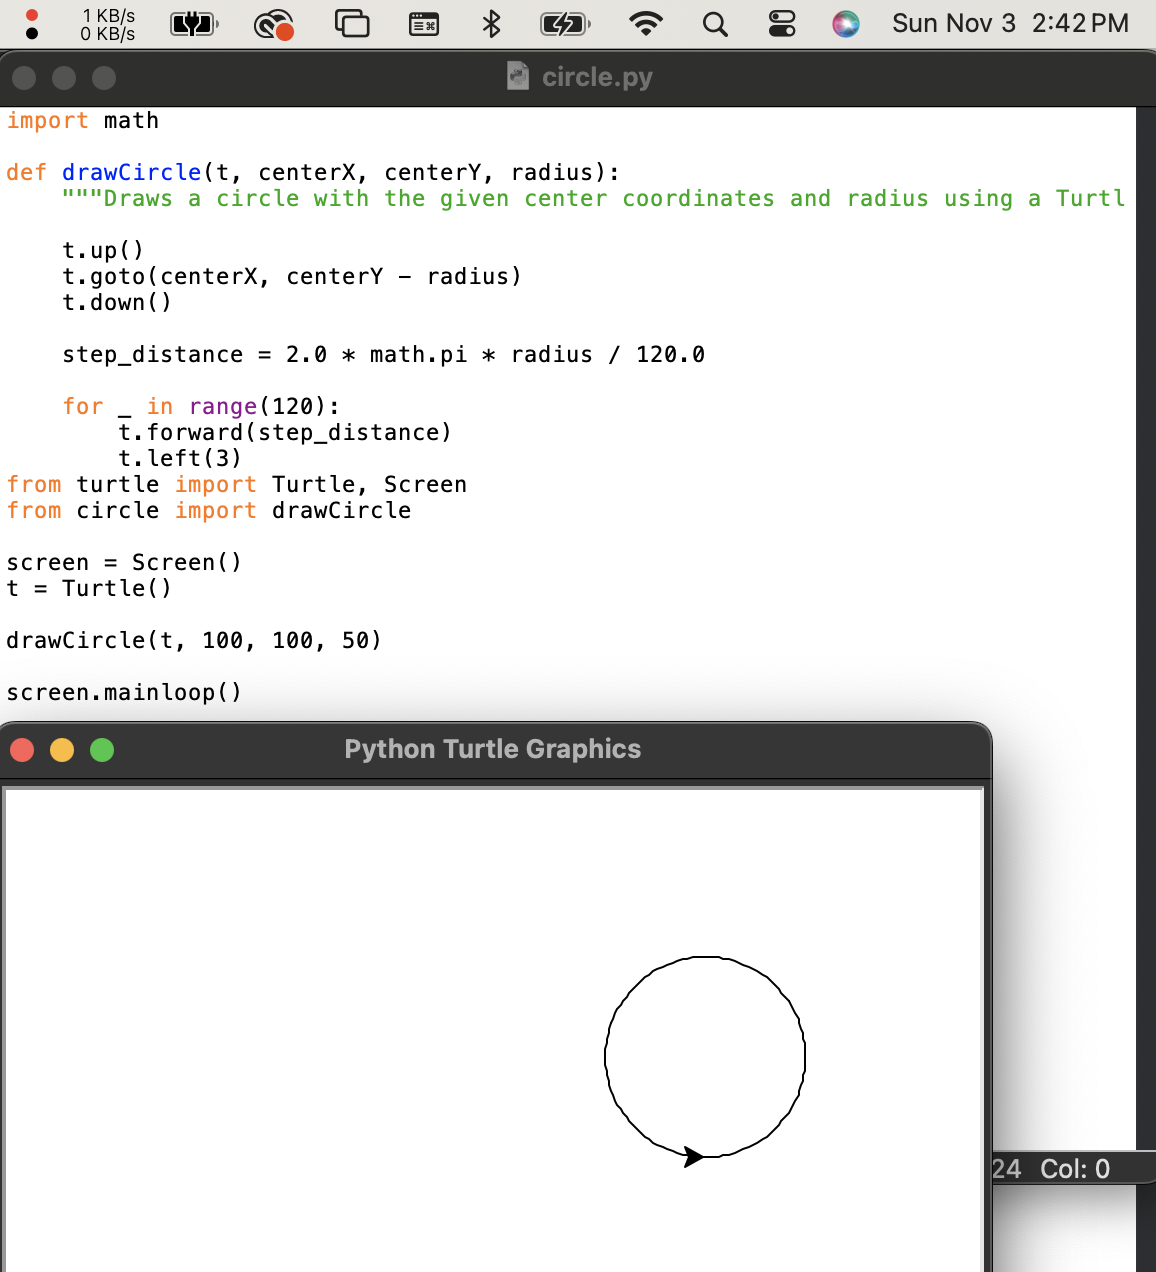 1 KB/s
0 KB/s
Sun Nov 3 2:42 PM
circle.py
import math
def drawCircle(t, centerX, centerY, radius):
"""Draws a circle with the given center coordinates and radius using a Turtl
t.up()
t.goto(centerX, centerY - radius)
t.down()
step_distance = 2.0 * math.pi * radius / 120.0
for _ in range(120):
t.forward(step_distance)
t.left(3)
from turtle import Turtle, Screen
from circle import drawCircle
screen = Screen()
t = Turtle()
drawCircle(t, 100, 100, 50)
screen.mainloop()
Python Turtle Graphics
24 Col: 0